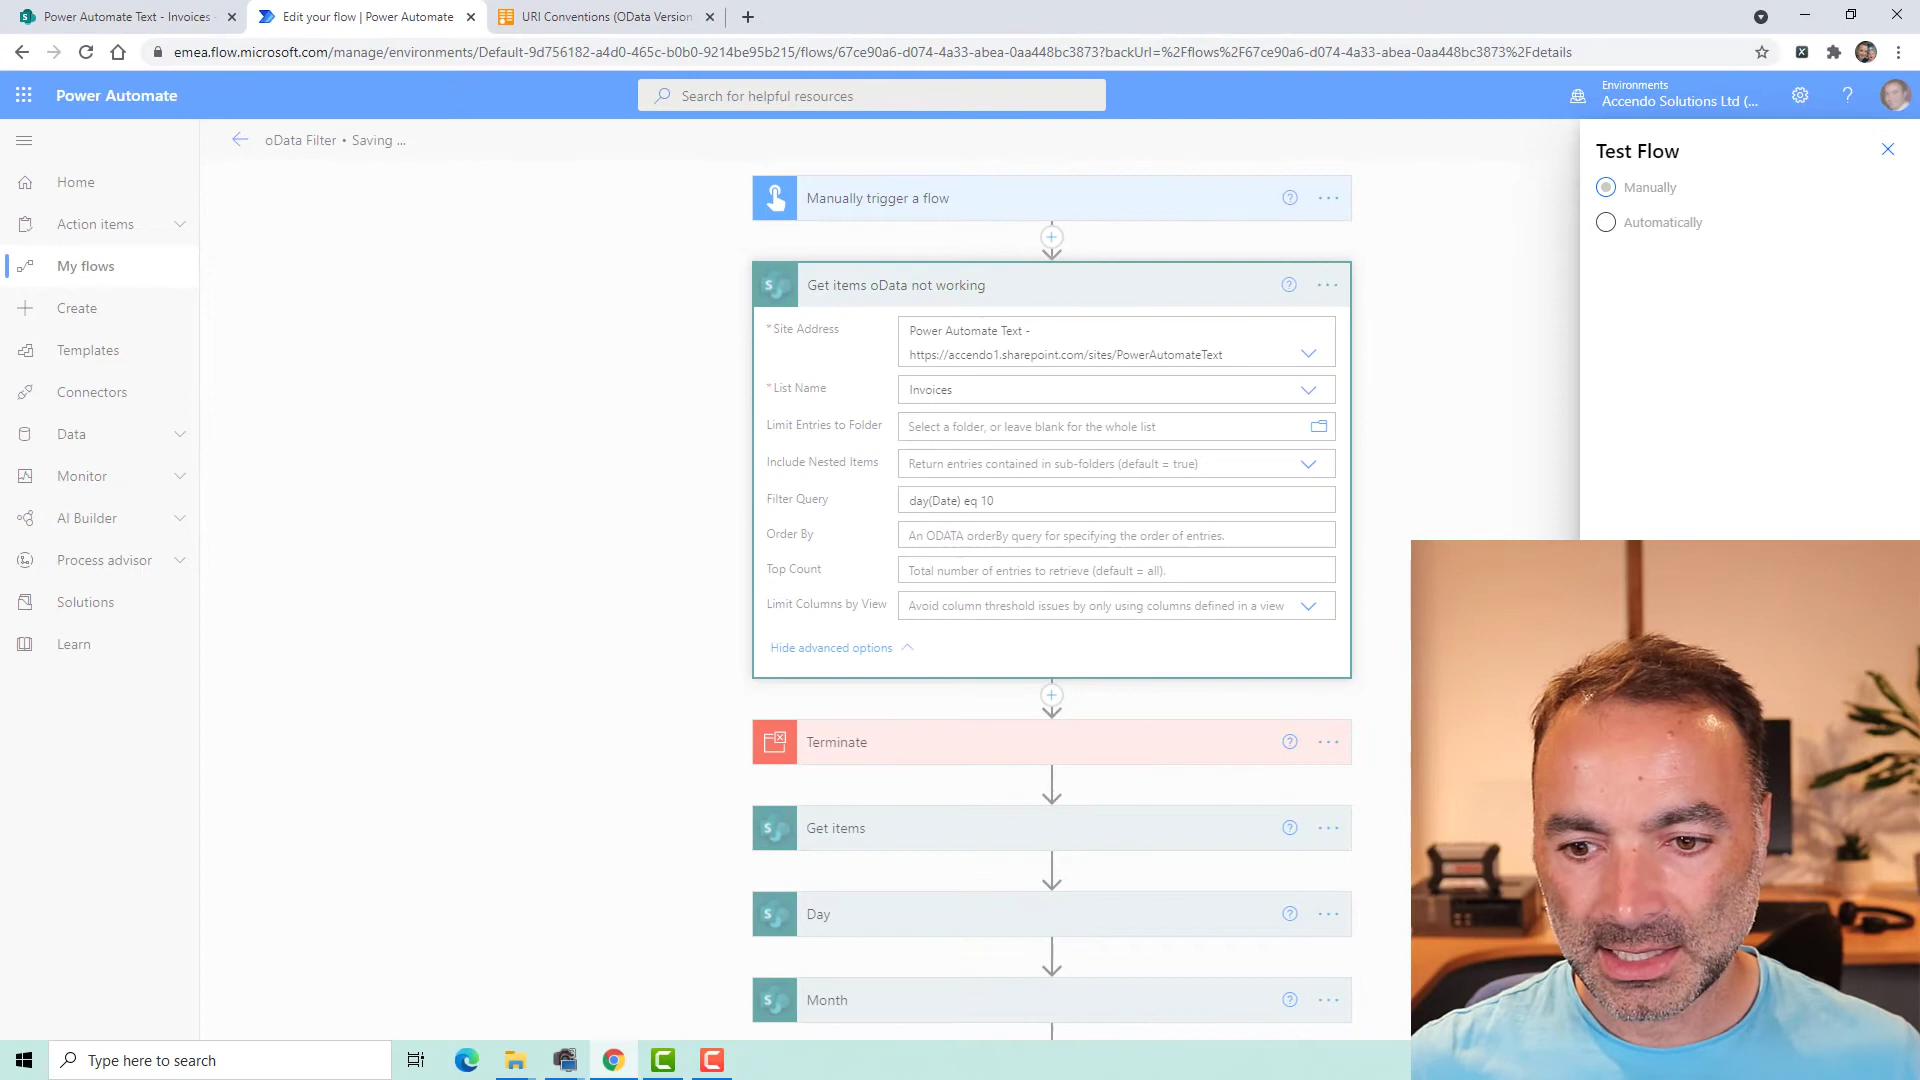 Power Automate Text - Invoices
Edit your flow | Power Automate
URI Conventions (OData Version
emea.flow.microsoft.com/manage/environments/Default-9d756182-a4d0-465c-b0b0-9214be95b215/flows/67ce90a6-d074-4a33-abea-0aa448bc3873?backUrl=%2Fflows%2F67ce90a6-d074-4a33-abea-0aa448bc3873%2Fdetails
Power Automate
Search for helpful resources
Environments
Accendo Solutions Ltd (...
oData Filter • Saving ...
Home
Action items
My flows
Create
Templates
Connectors
Data
Monitor
AI Builder
Process advisor
Solutions
Learn
Manually trigger a flow
Get items oData not working
* Site Address
Power Automate Text -
https://accendo1.sharepoint.com/sites/PowerAutomateText
* List Name
Invoices
Limit Entries to Folder
Select a folder, or leave blank for the whole list
Include Nested Items
Return entries contained in sub-folders (default = true)
Filter Query
day(Date) eq 10
Order By
An ODATA orderBy query for specifying the order of entries.
Top Count
Total number of entries to retrieve (default = all).
Limit Columns by View
Avoid column threshold issues by only using columns defined in a view
Hide advanced options
Terminate
Get items
Day
Month
Test Flow
Manually
Automatically
Type here to search